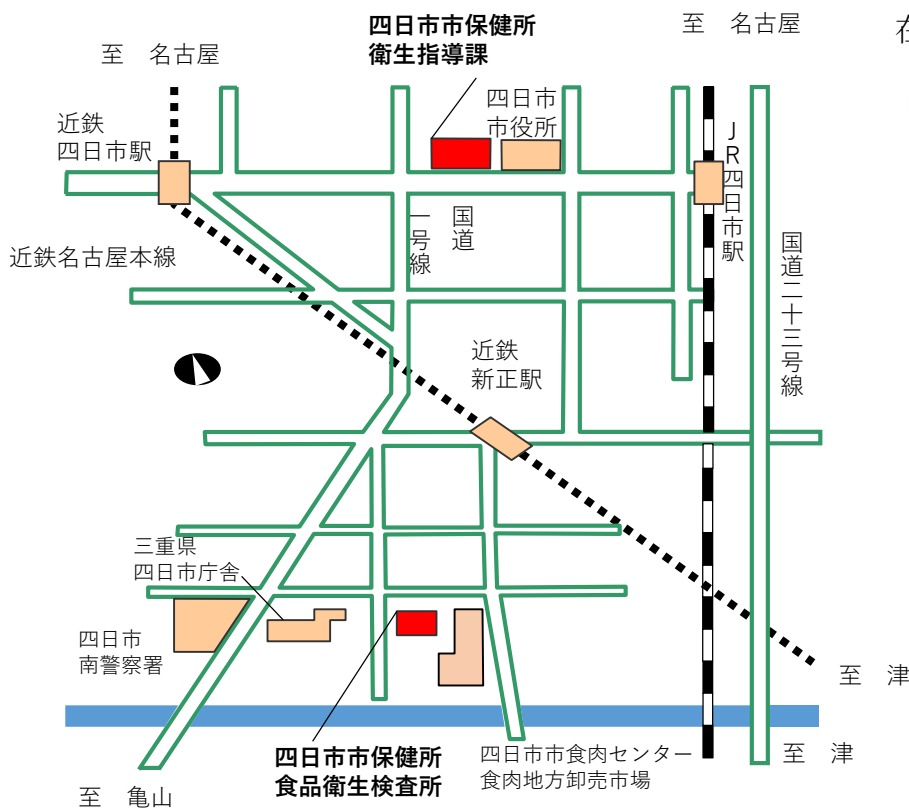 四日市市保健所
衛生指導課
至　名古屋
至　名古屋
在
近鉄
四日市駅
四日市
市役所
ＪＲ四日市駅
国道
一号線
近鉄名古屋本線
国道二十三号線
近鉄
新正駅
三重県
四日市庁舎
四日市
南警察署
至　津
四日市市保健所
食品衛生検査所
四日市市食肉センター
食肉地方卸売市場
至　津
至　亀山